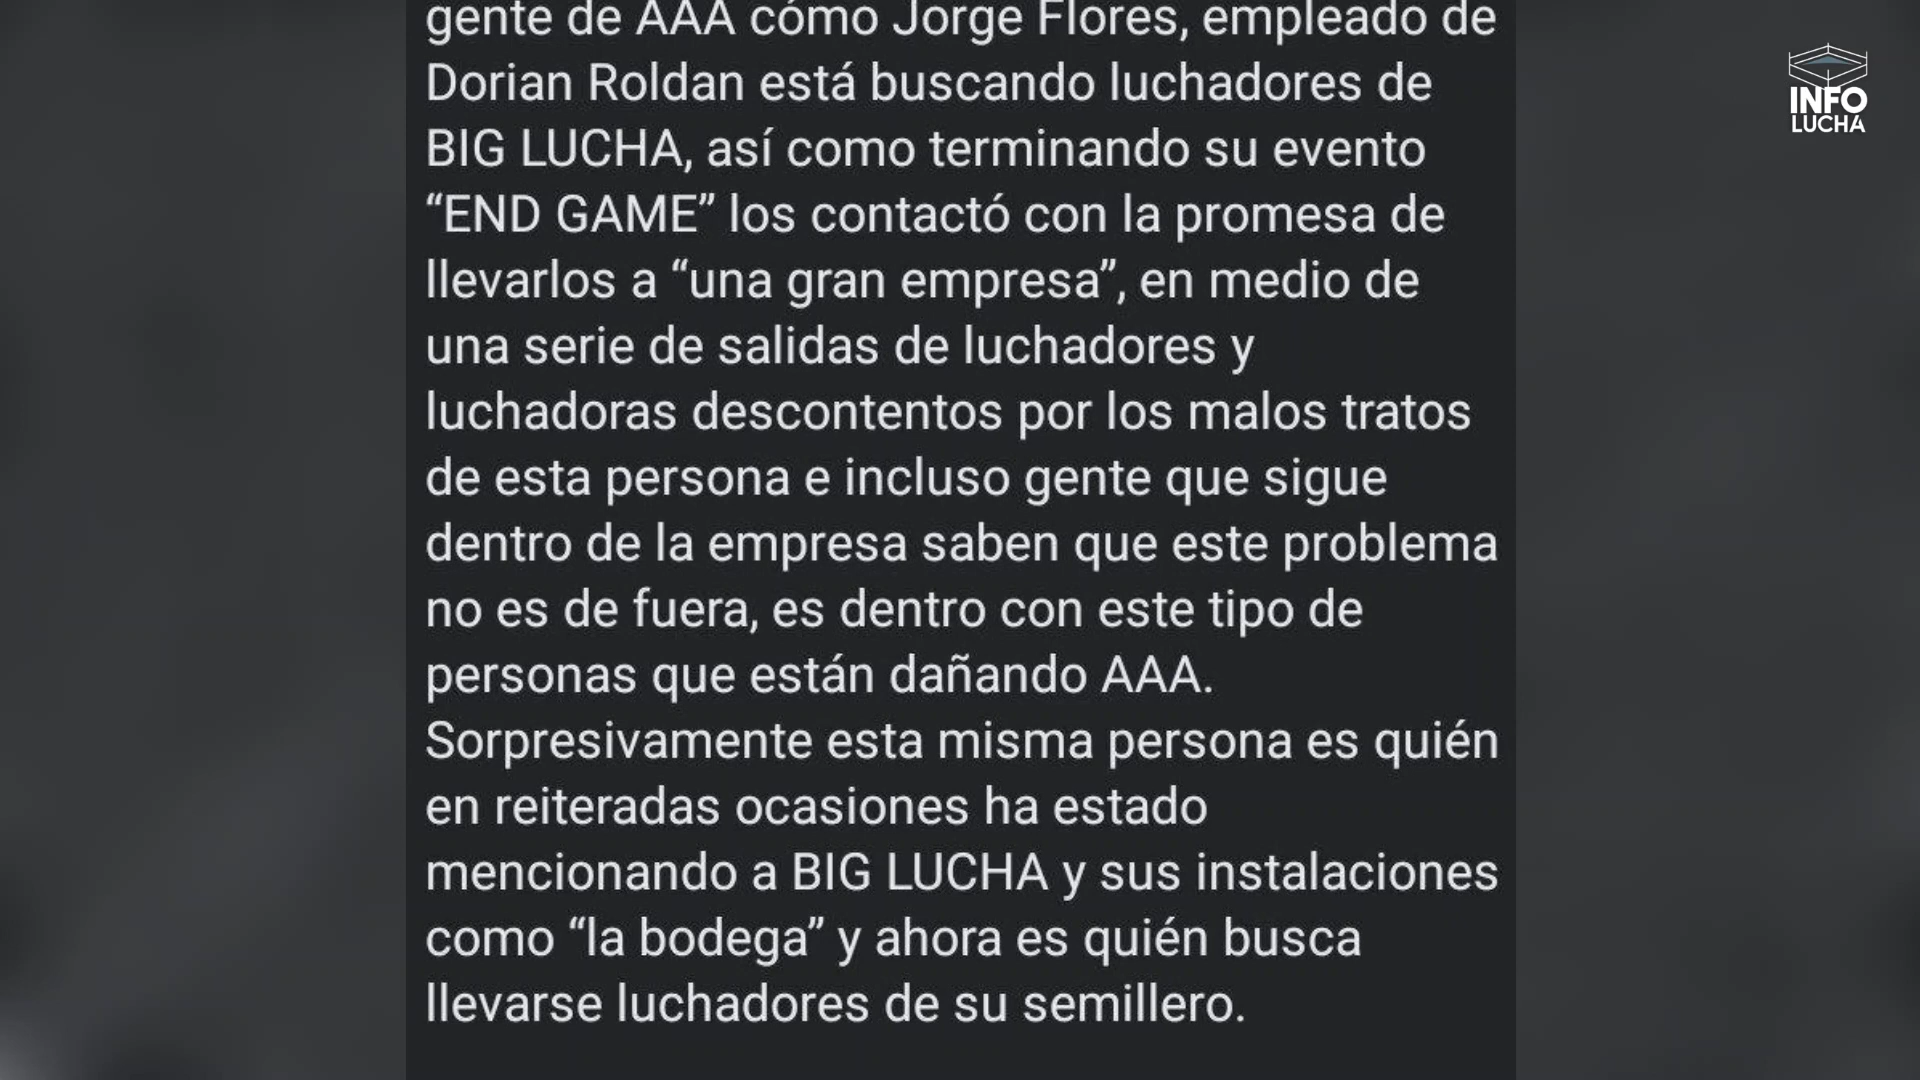 gente de AAA cómo Jorge Flores, empleado de
Dorian Roldan está buscando luchadores de
BIG LUCHA, así como terminando su evento
“END GAME” los contactó con la promesa de
llevarlos a “una gran empresa”, en medio de
una serie de salidas de luchadores y
luchadoras descontentos por los malos tratos
de esta persona e incluso gente que sigue
dentro de la empresa saben que este problema
no es de fuera, es dentro con este tipo de
personas que están dañando AAA.
Sorpresivamente esta misma persona es quién
en reiteradas ocasiones ha estado
mencionando a BIG LUCHA y sus instalaciones
como “la bodega” y ahora es quién busca
llevarse luchadores de su semillero.
INFO
LUCHA